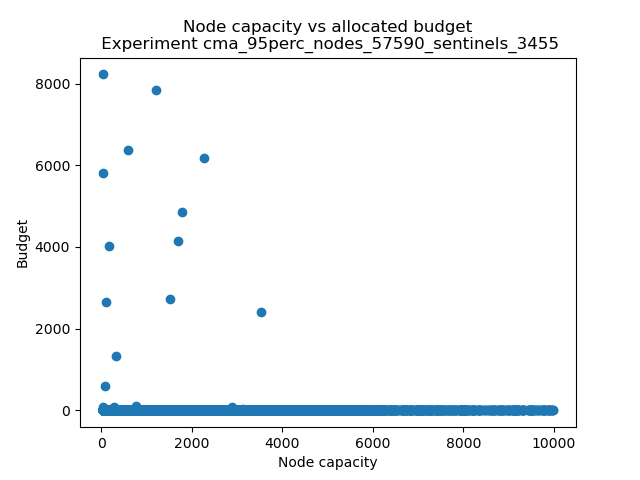 Node capacity vs allocated budget
Experiment cma_95perc_nodes_57590_sentinels_3455
8000
6000
4000
2000
0
Budget
0 2000 4000 6000 8000 10000
Node capacity